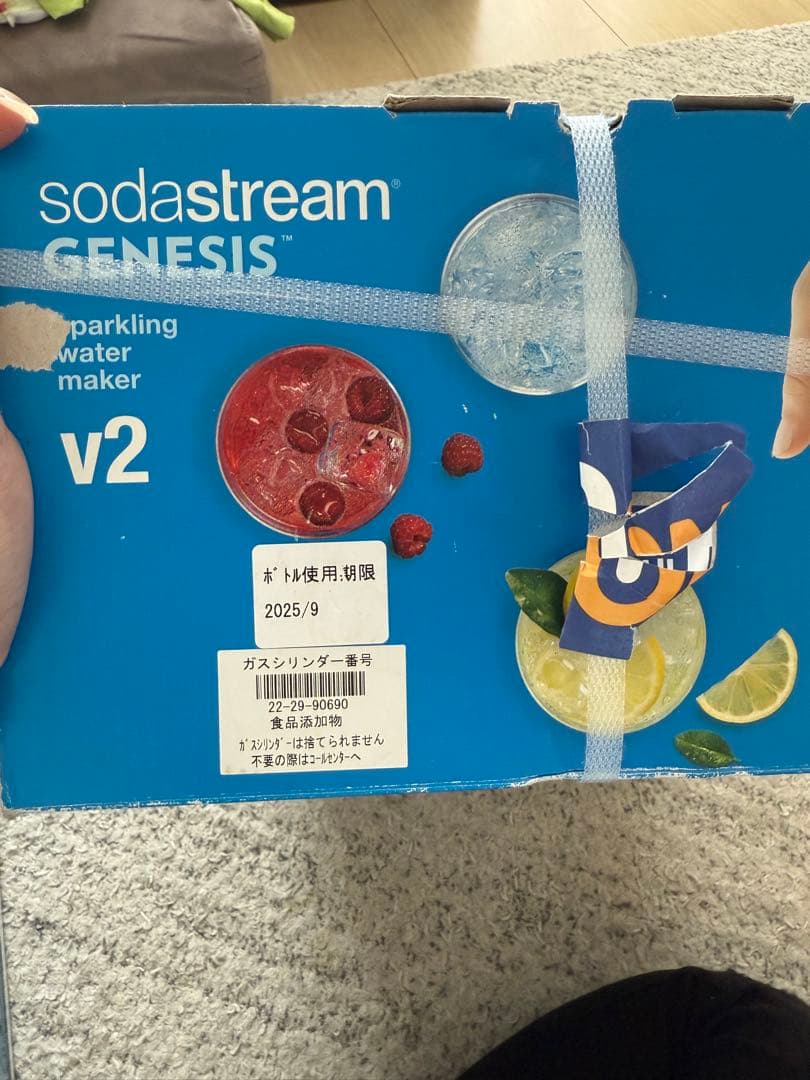 sodastream®
GENESIS™
sparkling
water
maker
v2
ﾎﾞﾄﾙ使用期限
2025/9
ガスシリンダー番号
22-29-90690
食品添加物
ｶﾞｽｼﾘﾝﾀﾞｰは捨てられません
不要の際はｺｰﾙｾﾝﾀｰへ